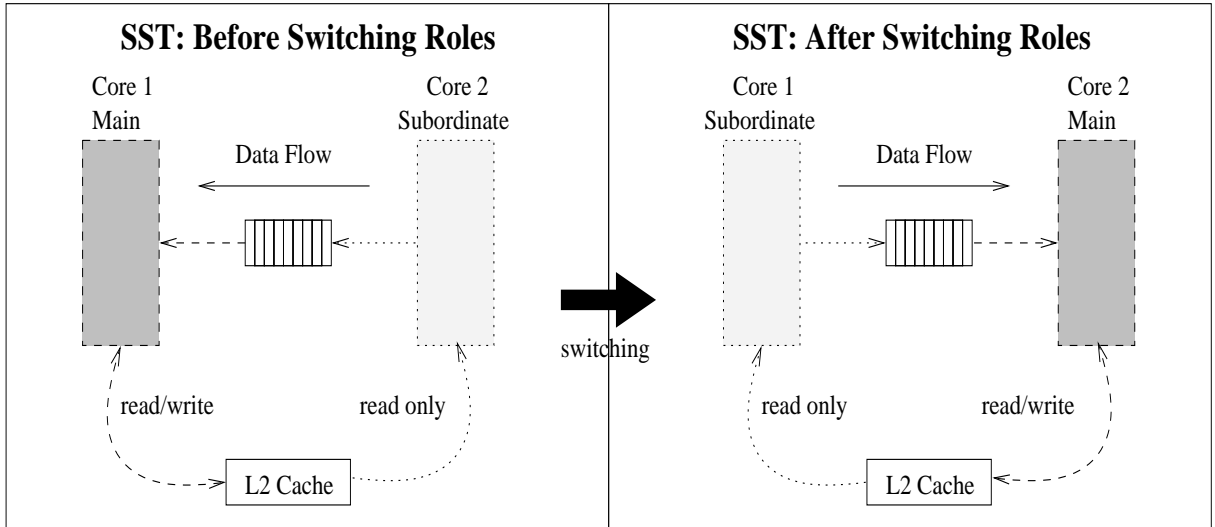 SST: Before Switching Roles
Core 1
Main
Core 2
Subordinate
Data Flow
read/write
read only
L2 Cache
switching
SST: After Switching Roles
Core 1
Subordinate
Core 2
Main
Data Flow
read only
read/write
L2 Cache